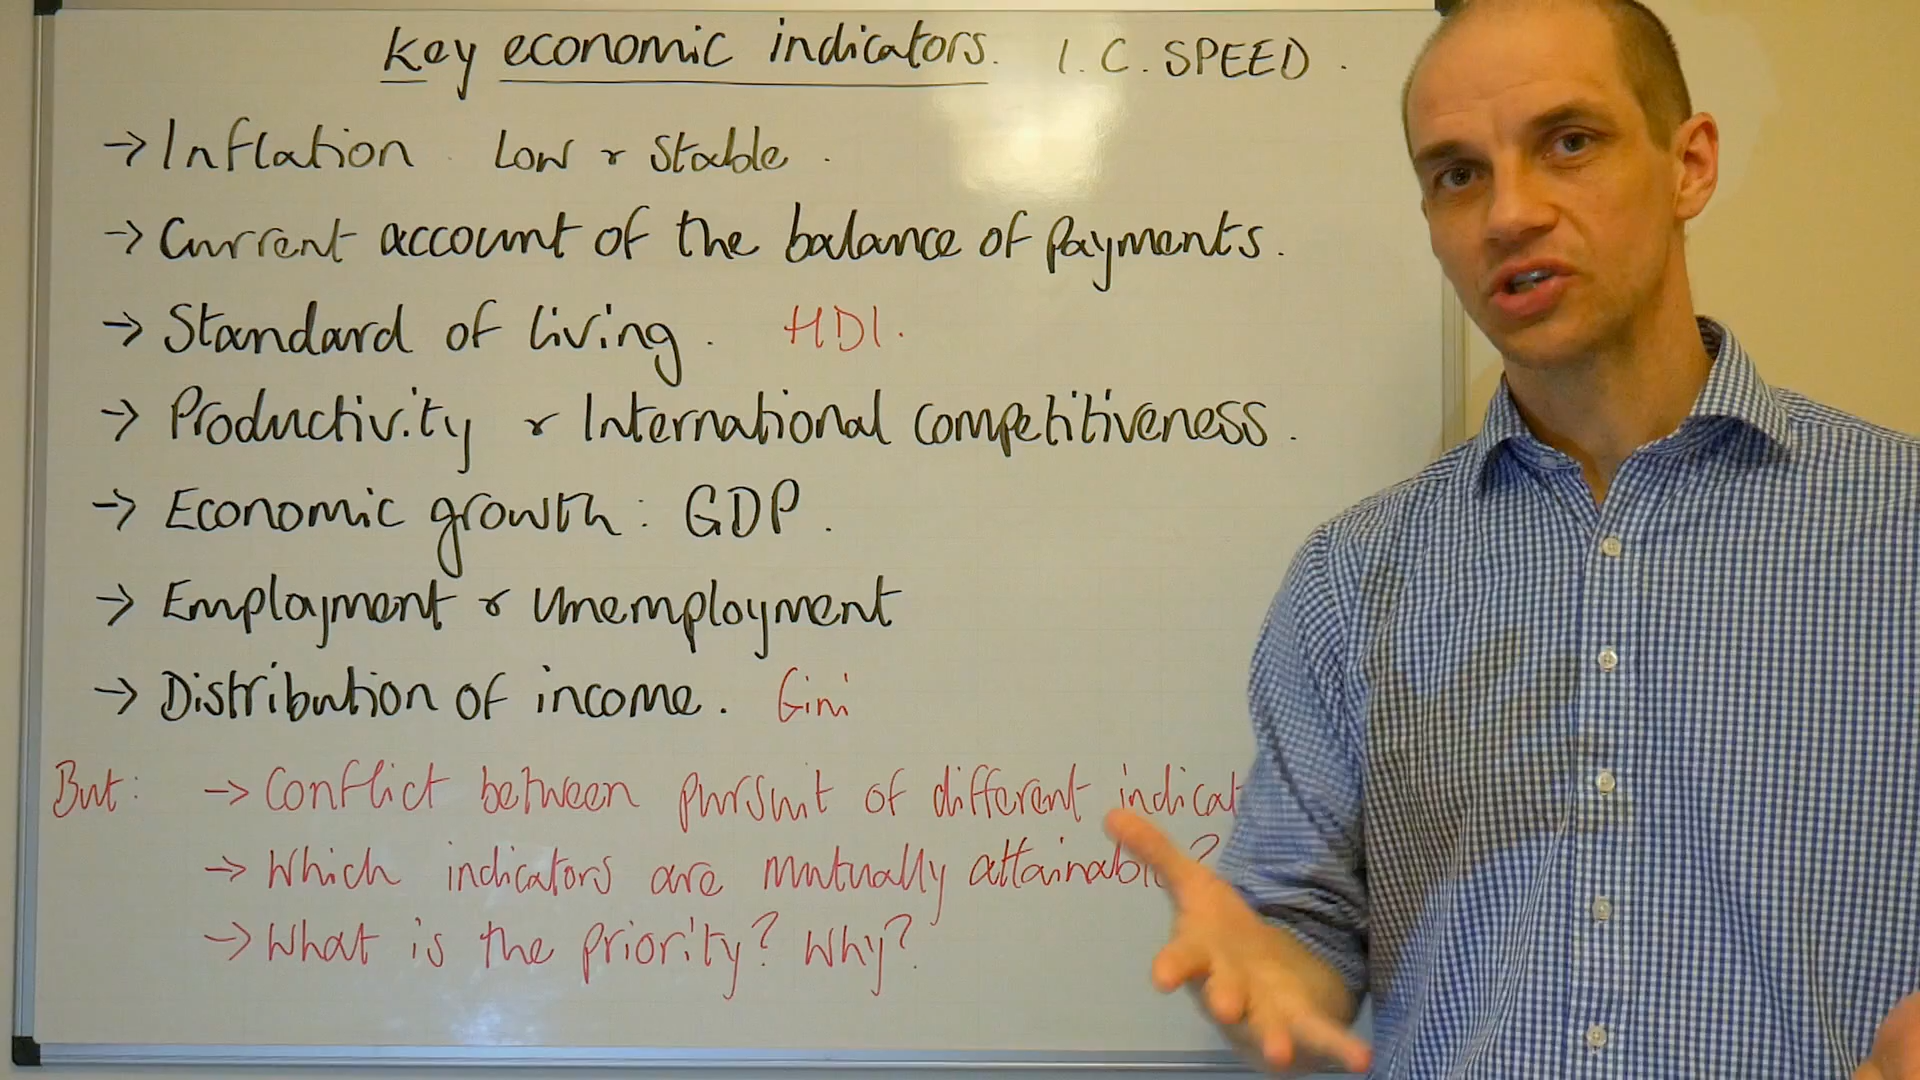 Key economic indicators. I. C. SPEED.
→ Inflation Low & Stable.
→ Current account of the balance of payments.
→ Standard of living. HDI.
→ Productivity & International competitiveness.
→ Economic growth: GDP.
→ Employment & Unemployment
→ Distribution of income. Gini
But: → Conflict between pursuit of different indicat
→ Which indicators are mutually attainabl ?
→ What is the priority? Why?